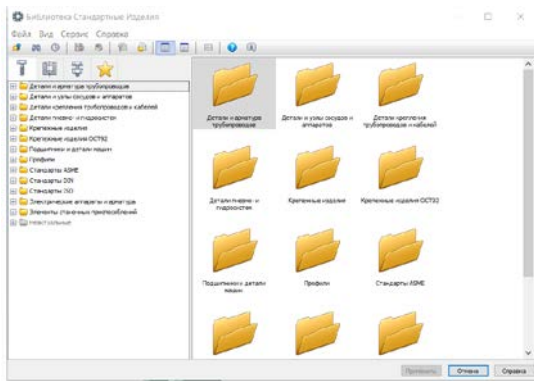 Библиотека Стандартные Изделия
Файл Вид Сервис Справка
Детали и арматура трубопроводов
Детали и узлы сосудов и аппаратов
Детали крепления трубопроводов и кабелей
Детали пневмо- и гидросистем
Крепежные изделия
Крепежные изделия ОСТ92
Подшипники и детали машин
Профили
Стандарты ASME
Стандарты DIN
Стандарты ISO
Электрические аппараты и арматура
Элементы станочных приспособлений
Неактуальные
Детали и арматура
трубопроводов
Детали и узлы сосудов и
аппаратов
Детали крепления
трубопроводов и кабелей
Детали пневмо- и
гидросистем
Крепежные изделия
Крепежные изделия ОСТ92
Подшипники и детали
машин
Профили
Стандарты ASME
Применить
Отмена
Справка